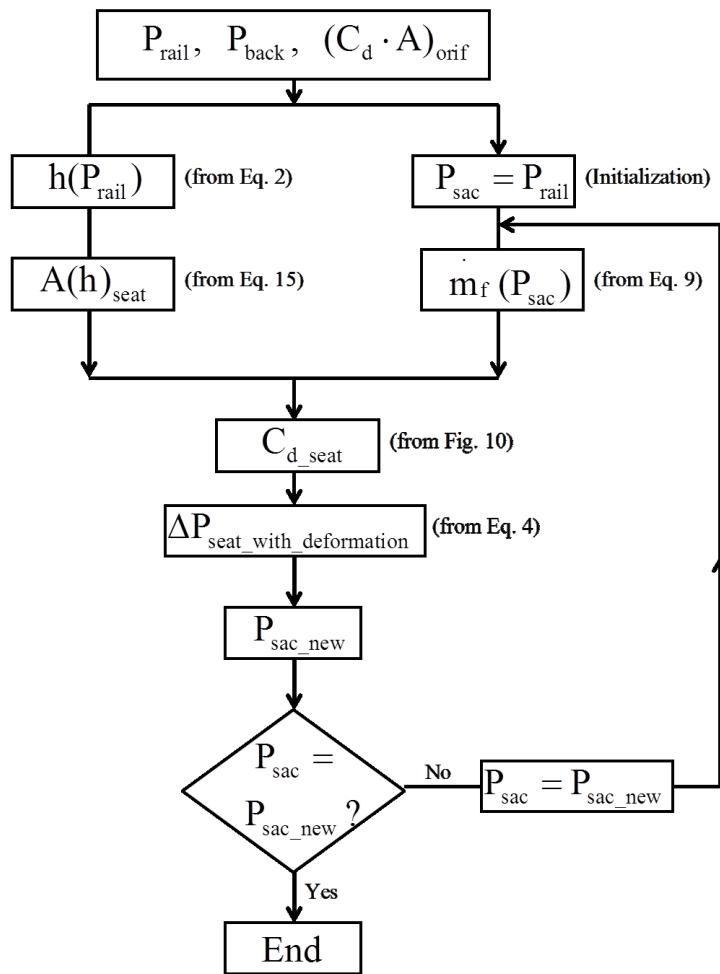 P_rail, P_back, (C_d · A)_orif
h(P_rail) (from Eq. 2)
P_sac = P_rail (Initialization)
A(h)_seat (from Eq. 15)
ṁ_f (P_sac) (from Eq. 9)
C_d_seat (from Fig. 10)
ΔP_seat_with_deformation (from Eq. 4)
P_sac_new
P_sac =
P_sac_new ?
No
P_sac = P_sac_new
Yes
End